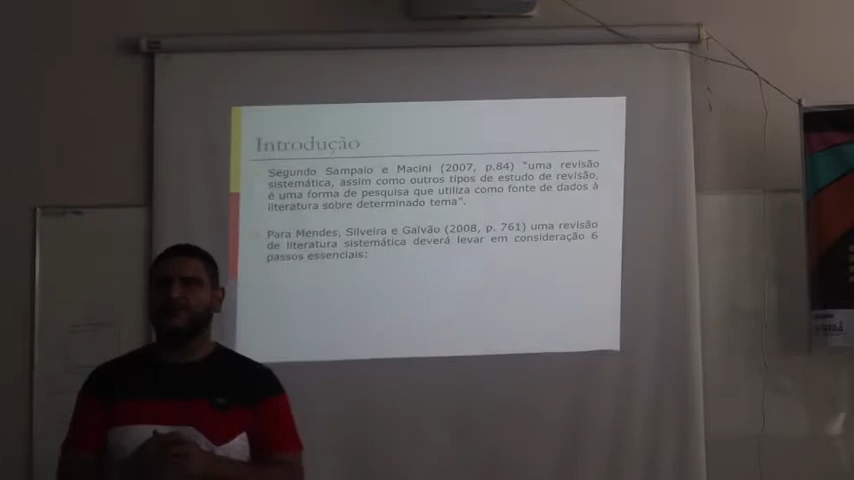 Introdução
Segundo Sampaio e Macini (2007, p.84) "uma revisão
sistemática, assim como outros tipos de estudo de revisão,
é uma forma de pesquisa que utiliza como fonte de dados à
literatura sobre determinado tema".
Para Mendes, Silveira e Galvão (2008, p. 761) uma revisão
de literatura sistemática deverá levar em consideração 6
passos essenciais: